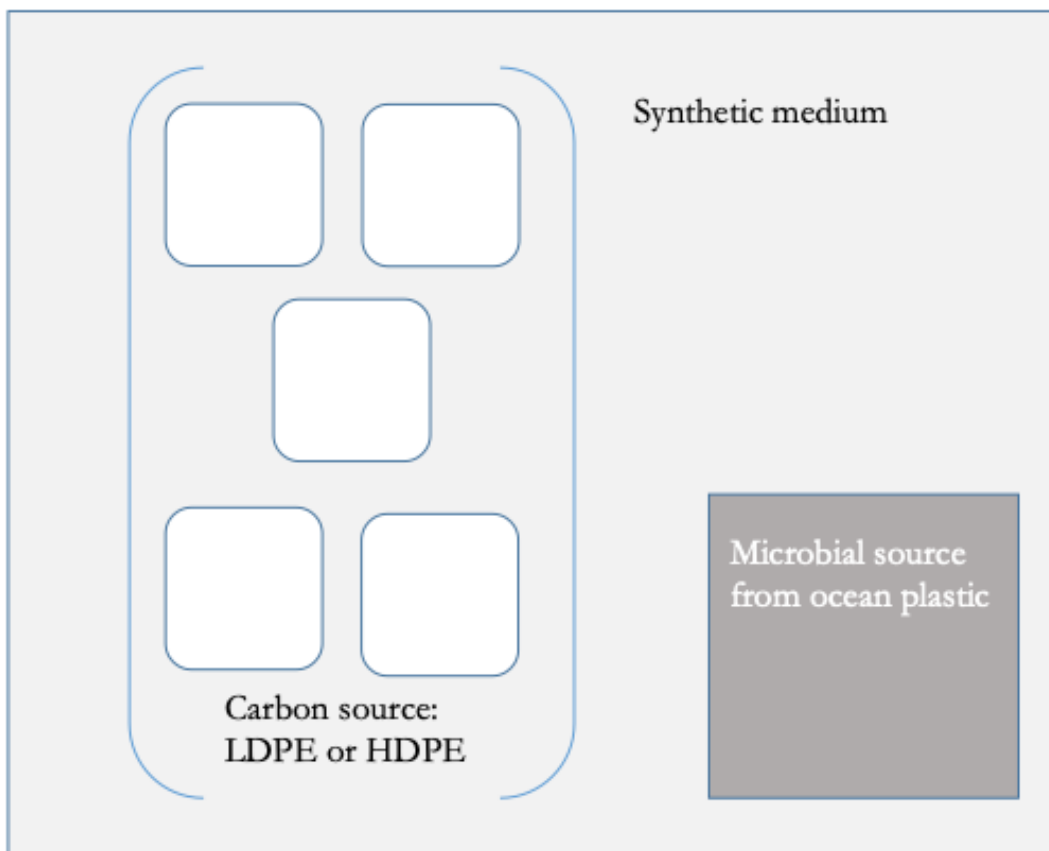 Synthetic medium
Microbial source
from ocean plastic
Carbon source:
LDPE or HDPE